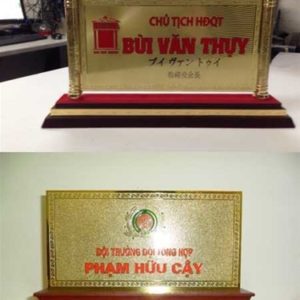 CHỦ TỊCH HĐQT
BÙI VĂN THỤY
ブイ ヴァン トゥイ
ĐỘI TRƯỞNG ĐỘI TỔNG HỢP
PHẠM HỮU CẬY